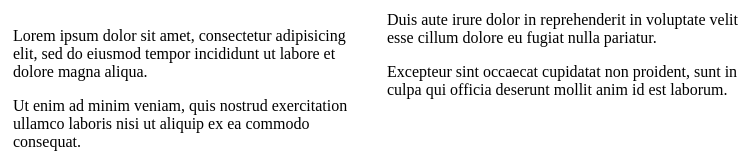 Lorem ipsum dolor sit amet, consectetur adipisicing
elit, sed do eiusmod tempor incididunt ut labore et
dolore magna aliqua.
Ut enim ad minim veniam, quis nostrud exercitation
ullamco laboris nisi ut aliquip ex ea commodo
consequat.
Duis aute irure dolor in reprehenderit in voluptate velit
esse cillum dolore eu fugiat nulla pariatur.
Excepteur sint occaecat cupidatat non proident, sunt in
culpa qui officia deserunt mollit anim id est laborum.